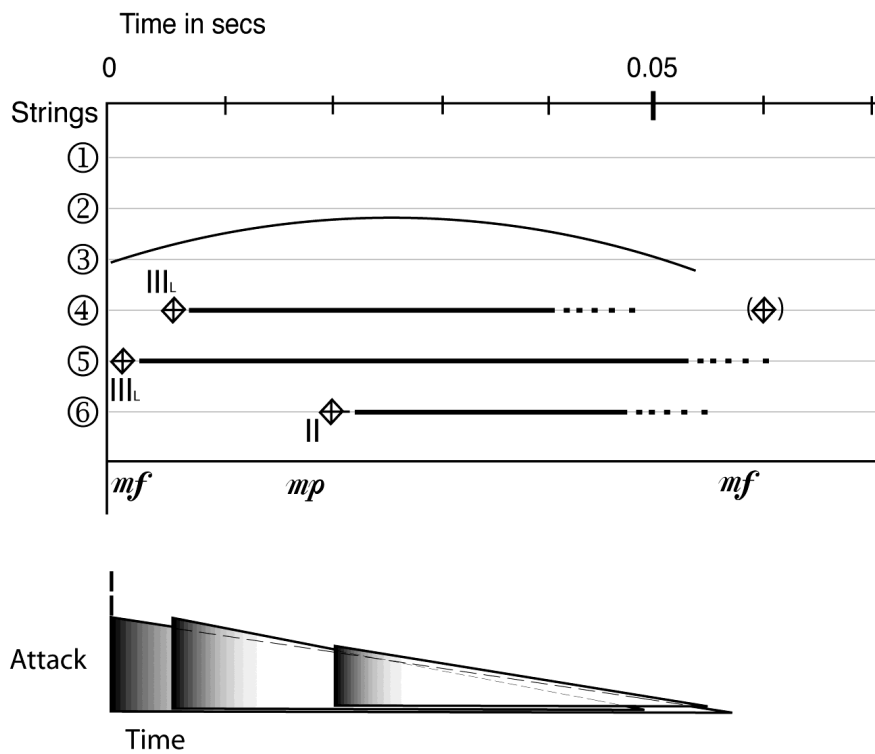 Time in secs
0 0.05
Strings
①
②
③
III L
④ ( )
⑤
III L
⑥
II
mf mp mf
Attack
Time